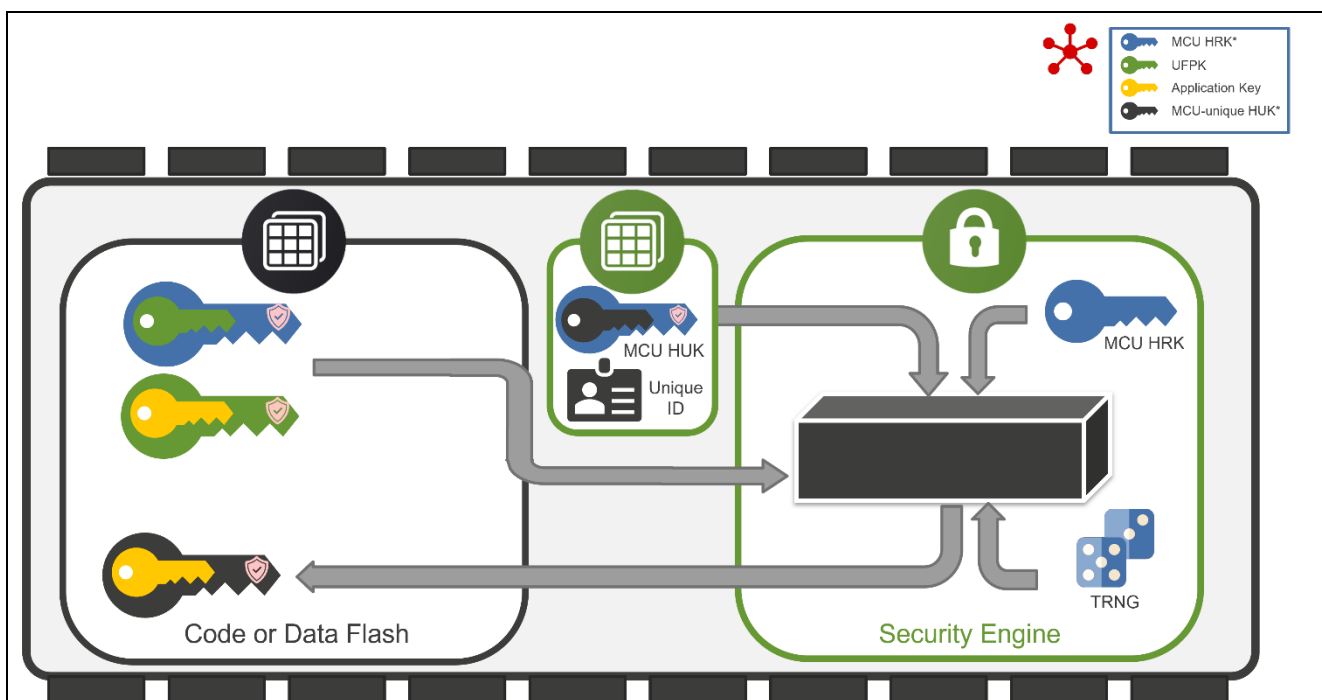 MCU HRK*
UFPK
Application Key
MCU-unique HUK*
MCU HUK
Unique
ID
MCU HRK
TRNG
Code or Data Flash
Security Engine